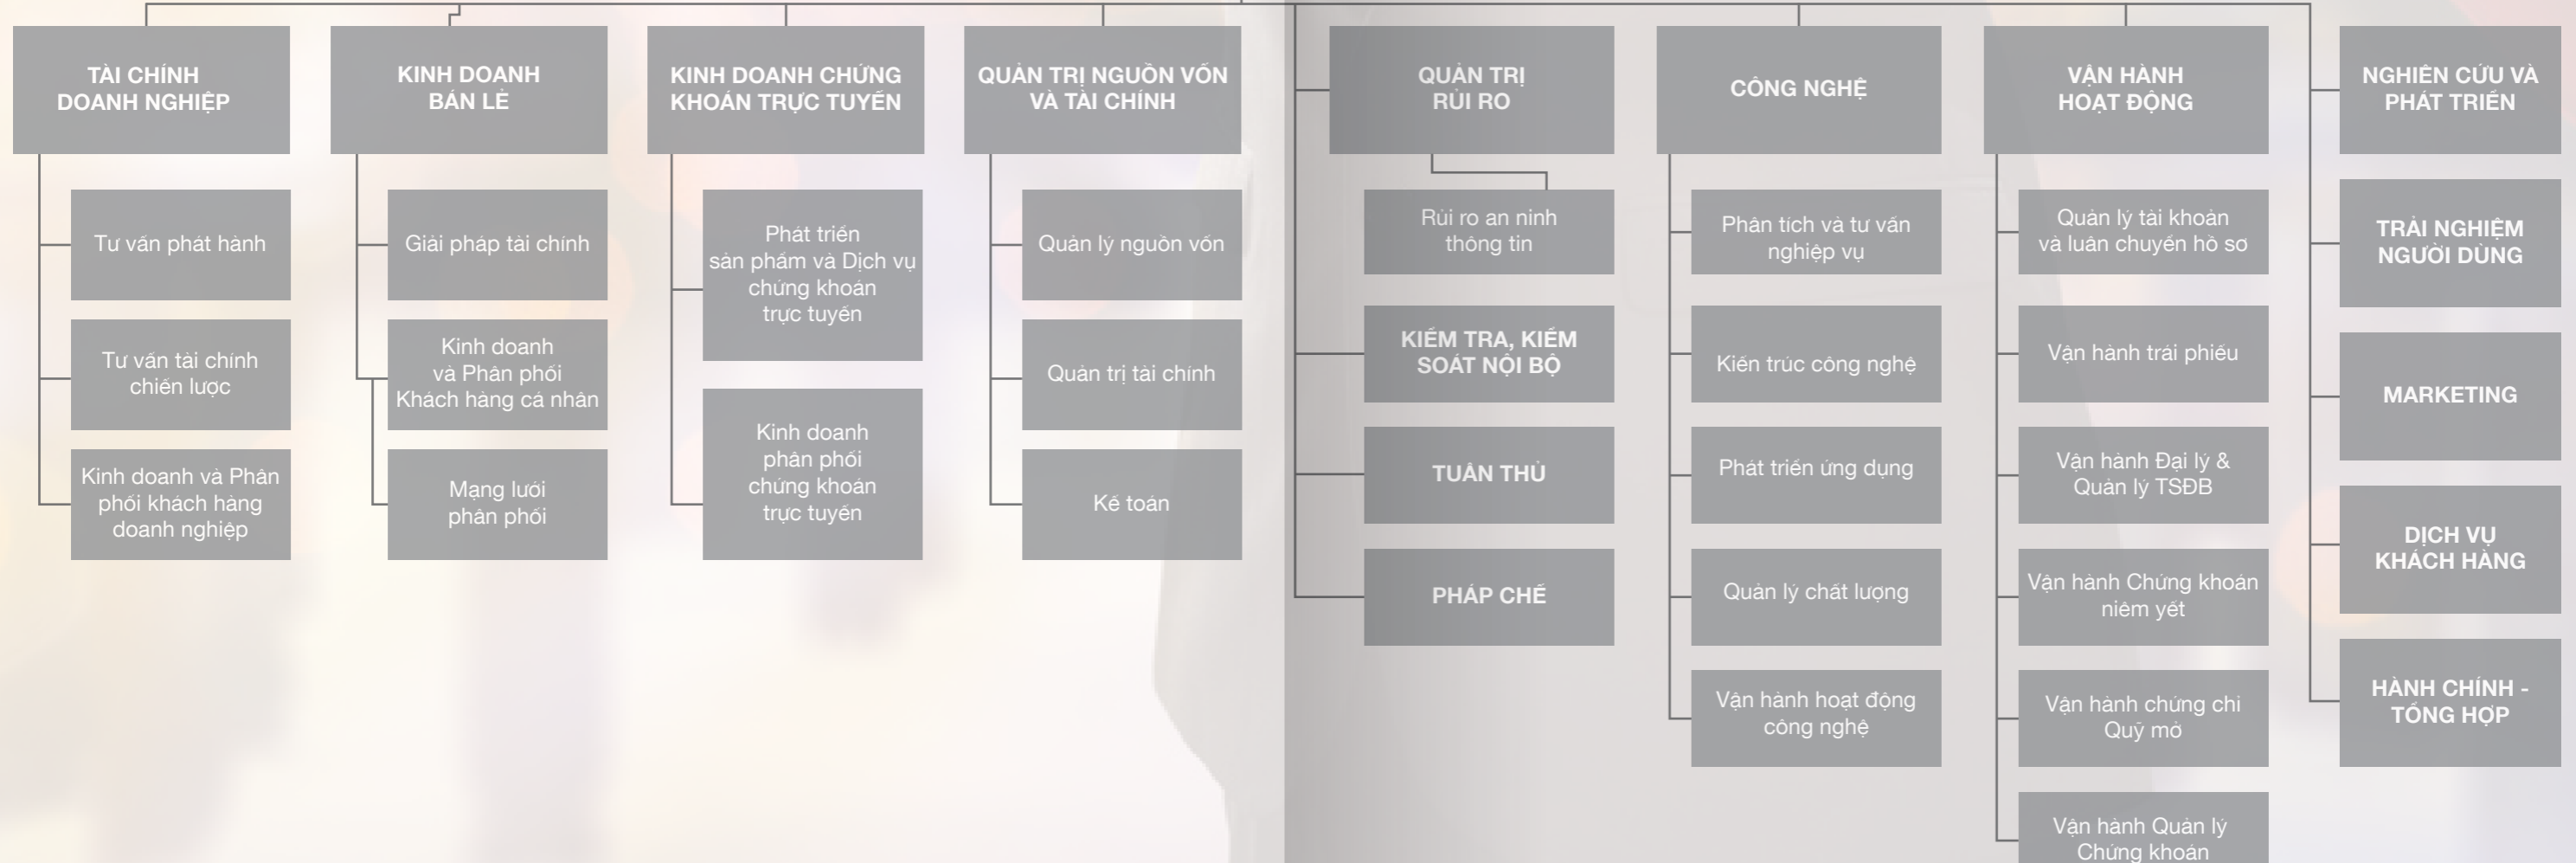 TÀI CHÍNH
DOANH NGHIỆP
Tư vấn phát hành
Tư vấn tài chính
chiến lược
Kinh doanh và Phân
phối khách hàng
doanh nghiệp
KINH DOANH
BÁN LẺ
Giải pháp tài chính
Kinh doanh
và Phân phối
Khách hàng cá nhân
Mạng lưới
phân phối
KINH DOANH CHỨNG
KHOÁN TRỰC TUYẾN
Phát triển
sản phẩm và Dịch vụ
chứng khoán
trực tuyến
Kinh doanh
phân phối
chứng khoán
trực tuyến
QUẢN TRỊ NGUỒN VỐN
VÀ TÀI CHÍNH
Quản lý nguồn vốn
Quản trị tài chính
Kế toán
QUẢN TRỊ
RỦI RO
Rủi ro an ninh
thông tin
KIỂM TRA, KIỂM
SOÁT NỘI BỘ
TUÂN THỦ
PHÁP CHẾ
CÔNG NGHỆ
Phân tích và tư vấn
nghiệp vụ
Kiến trúc công nghệ
Phát triển ứng dụng
Quản lý chất lượng
Vận hành hoạt động
công nghệ
VẬN HÀNH
HOẠT ĐỘNG
Quản lý tài khoản
và luân chuyển hồ sơ
Vận hành trái phiếu
Vận hành Đại lý &
Quản lý TSĐB
Vận hành Chứng khoán
niêm yết
Vận hành chứng chỉ
Quỹ mở
Vận hành Quản lý
Chứng khoán
NGHIÊN CỨU VÀ
PHÁT TRIỂN
TRẢI NGHIỆM
NGƯỜI DÙNG
MARKETING
DỊCH VỤ
KHÁCH HÀNG
HÀNH CHÍNH -
TỔNG HỢP